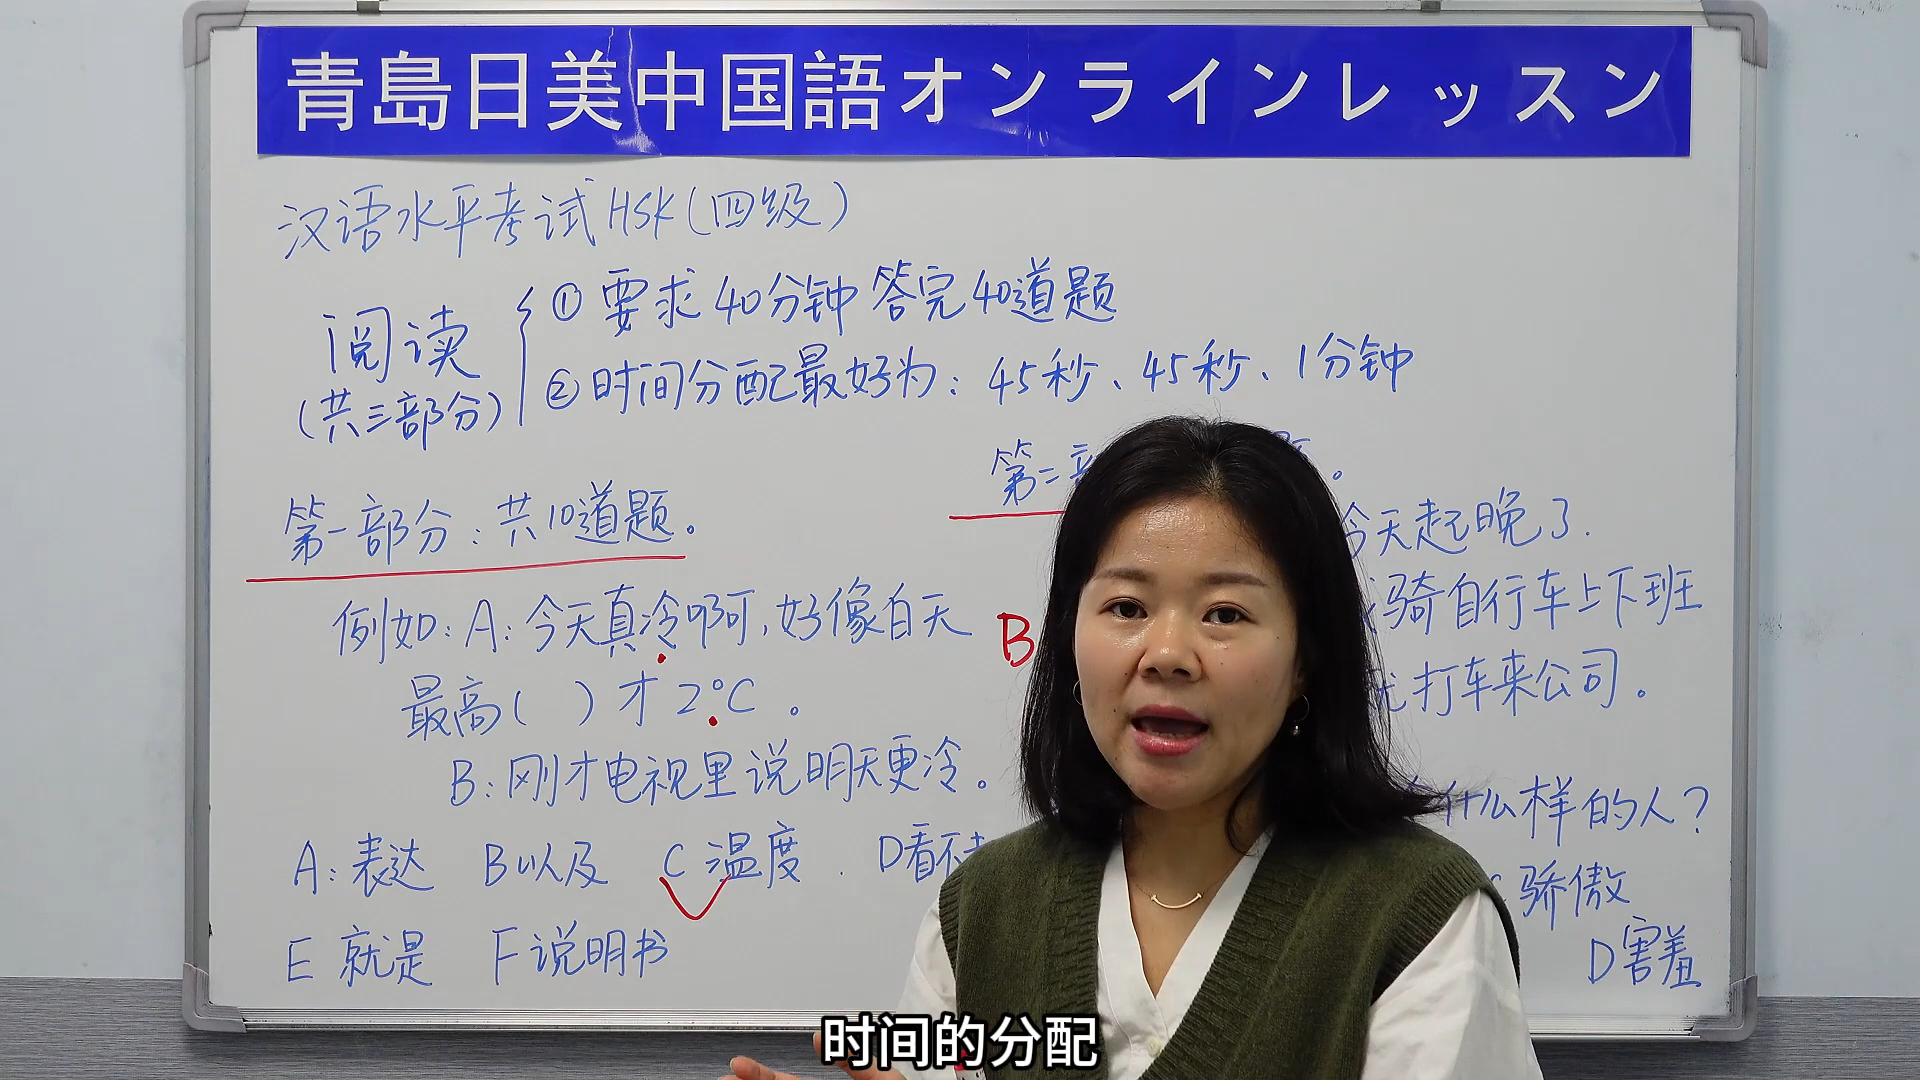 青島日美中国語オンラインレッスン
汉语水平考试HSK(四级)
阅读
(共三部分)
① 要求40分钟答完40道题
② 时间分配最好为：45秒、45秒、1分钟
第一部分：共10道题。
例如：A：今天真冷啊，好像白天
最高(　)才2℃。
B：刚才电视里说明天更冷。
A：表达　B以及　C温度．D看不
E就是　F说明书
第二
今天起晚了.
B
骑自行车上下班
打车来公司。
什么样的人？
骄傲
D害羞
时间的分配